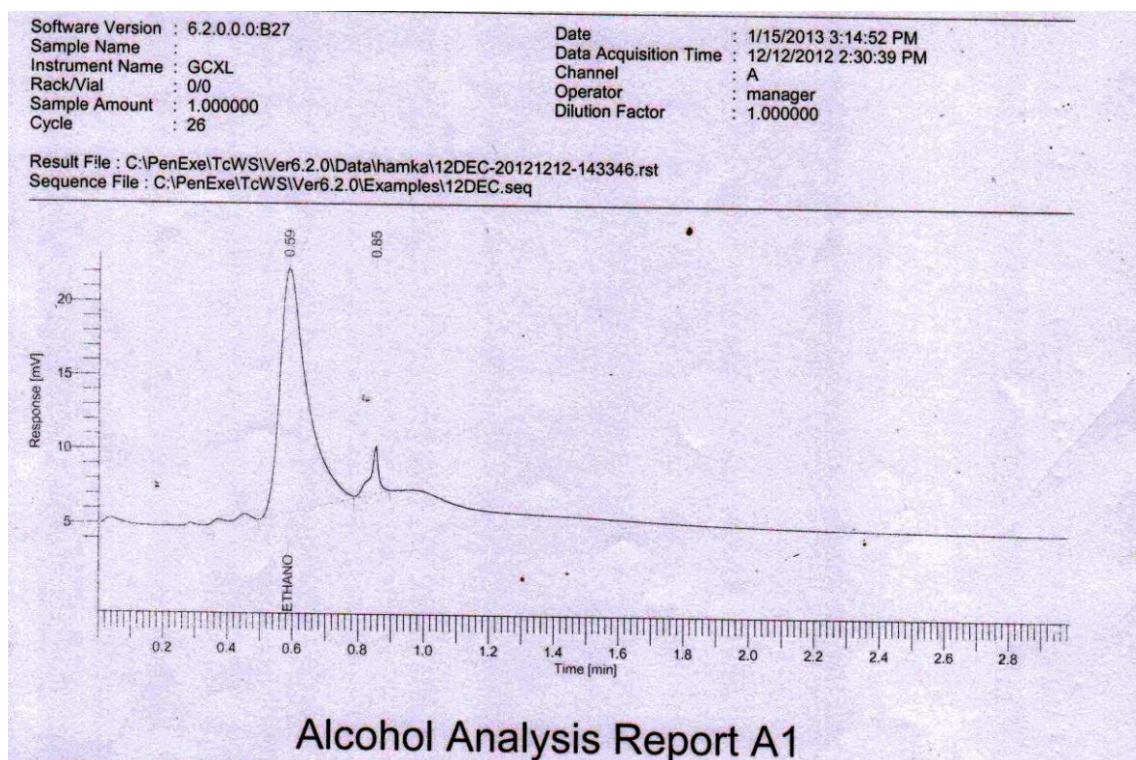 Software Version : 6.2.0.0.0:B27
Sample Name :
Instrument Name : GCXL
Rack/Vial : 0/0
Sample Amount : 1.000000
Cycle : 26
Date : 1/15/2013 3:14:52 PM
Data Acquisition Time : 12/12/2012 2:30:39 PM
Channel : A
Operator : manager
Dilution Factor : 1.000000
Result File : C:\PenExe\TcWS\Ver6.2.0\Data\hamka\12DEC-20121212-143346.rst
Sequence File : C:\PenExe\TcWS\Ver6.2.0\Examples\12DEC.seq
0.59
0.85
20
15
10
5
Response [mV]
ETHANO
0.2 0.4 0.6 0.8 1.0 1.2 1.4 1.6 1.8 2.0 2.2 2.4 2.6 2.8
Time [min]
Alcohol Analysis Report A1